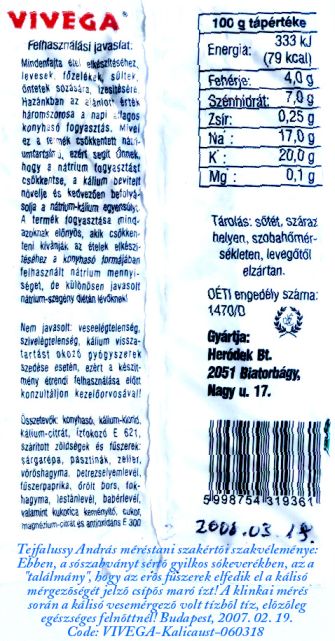 VIVEGA®
Felhasználási javaslat:
Mindenfajta étel elkészítéséhez,
levesek, főzelékek, sültek,
öntetek sózására, ízesítésére.
Hazánkban az ajánlott érték
háromszorosa a napi átlagos
konyhasó fogyasztás. Mivel
ez a termék csökkentett nátri-
umtartalmú, ezért segít Önnek,
hogy a nátrium fogyasztást
csökkentse, a kálium bevitelt
növelje és kedvezően befolyá-
solja a nátrium-kálium egyensúlyt.
A termék fogyasztása mind-
azoknak előnyös, akik csökken-
teni kívánják az ételek elkészí-
téséhez a konyhasó formájában
felhasznált nátrium mennyi-
ségét, de különösen javasolt
nátrium-szegény diétán lévőknek!
Nem javasolt: veseelégtelenség,
szívelégtelenség, kálium vissza-
tartást okozó gyógyszerek
szedése esetén, ezért a készít-
mény étrendi felhasználása előtt
konzultáljon kezelőorvosával!
Összetevők: konyhasó, kálium-klorid,
kálium-citrát, ízfokozó E 621,
szárított zöldségek és fűszerek:
sárgarépa, pasztinák, zeller,
vöröshagyma, petrezselyemlevél,
fűszerpaprika, őrölt bors, fok-
hagyma, lestyánlevél, babérlevél,
valamint kukorica keményítő, cukor,
magnézium-citrát és antioxidáns E 300
100 g tápértéke
Energia: 333 kJ
(79 kcal)
Fehérje: 4,0 g
Szénhidrát: 7,0 g
Zsír: 0,25 g
Na : 17,0 g
K : 20,0 g
Mg : 0,1 g
Tárolás: sötét, száraz
helyen, szobahőmér-
sékleten, levegőtől
elzártan.
OÉTI engedély száma:
1470/D
Gyártja:
Heródek Bt.
2051 Biatorbágy,
Nagy u. 17.
5 998754 319361
2008.03.19.
Tejfalussy András méréstani szakértői szakvéleménye:
Ebben, a sószabványt sértő gyilkos sókeverékben, az a
"találmány", hogy az erős fűszerek elfedik el a kálisó
mérgezőségét jelző csípős maró ízt! A klinkai mérés
során a kálisó vesemérgező volt tízből tíz, előzőleg
egészséges felnőttnél! Budapest, 2007. 02. 19.
Code: VIVEGA-Kalicant-060318